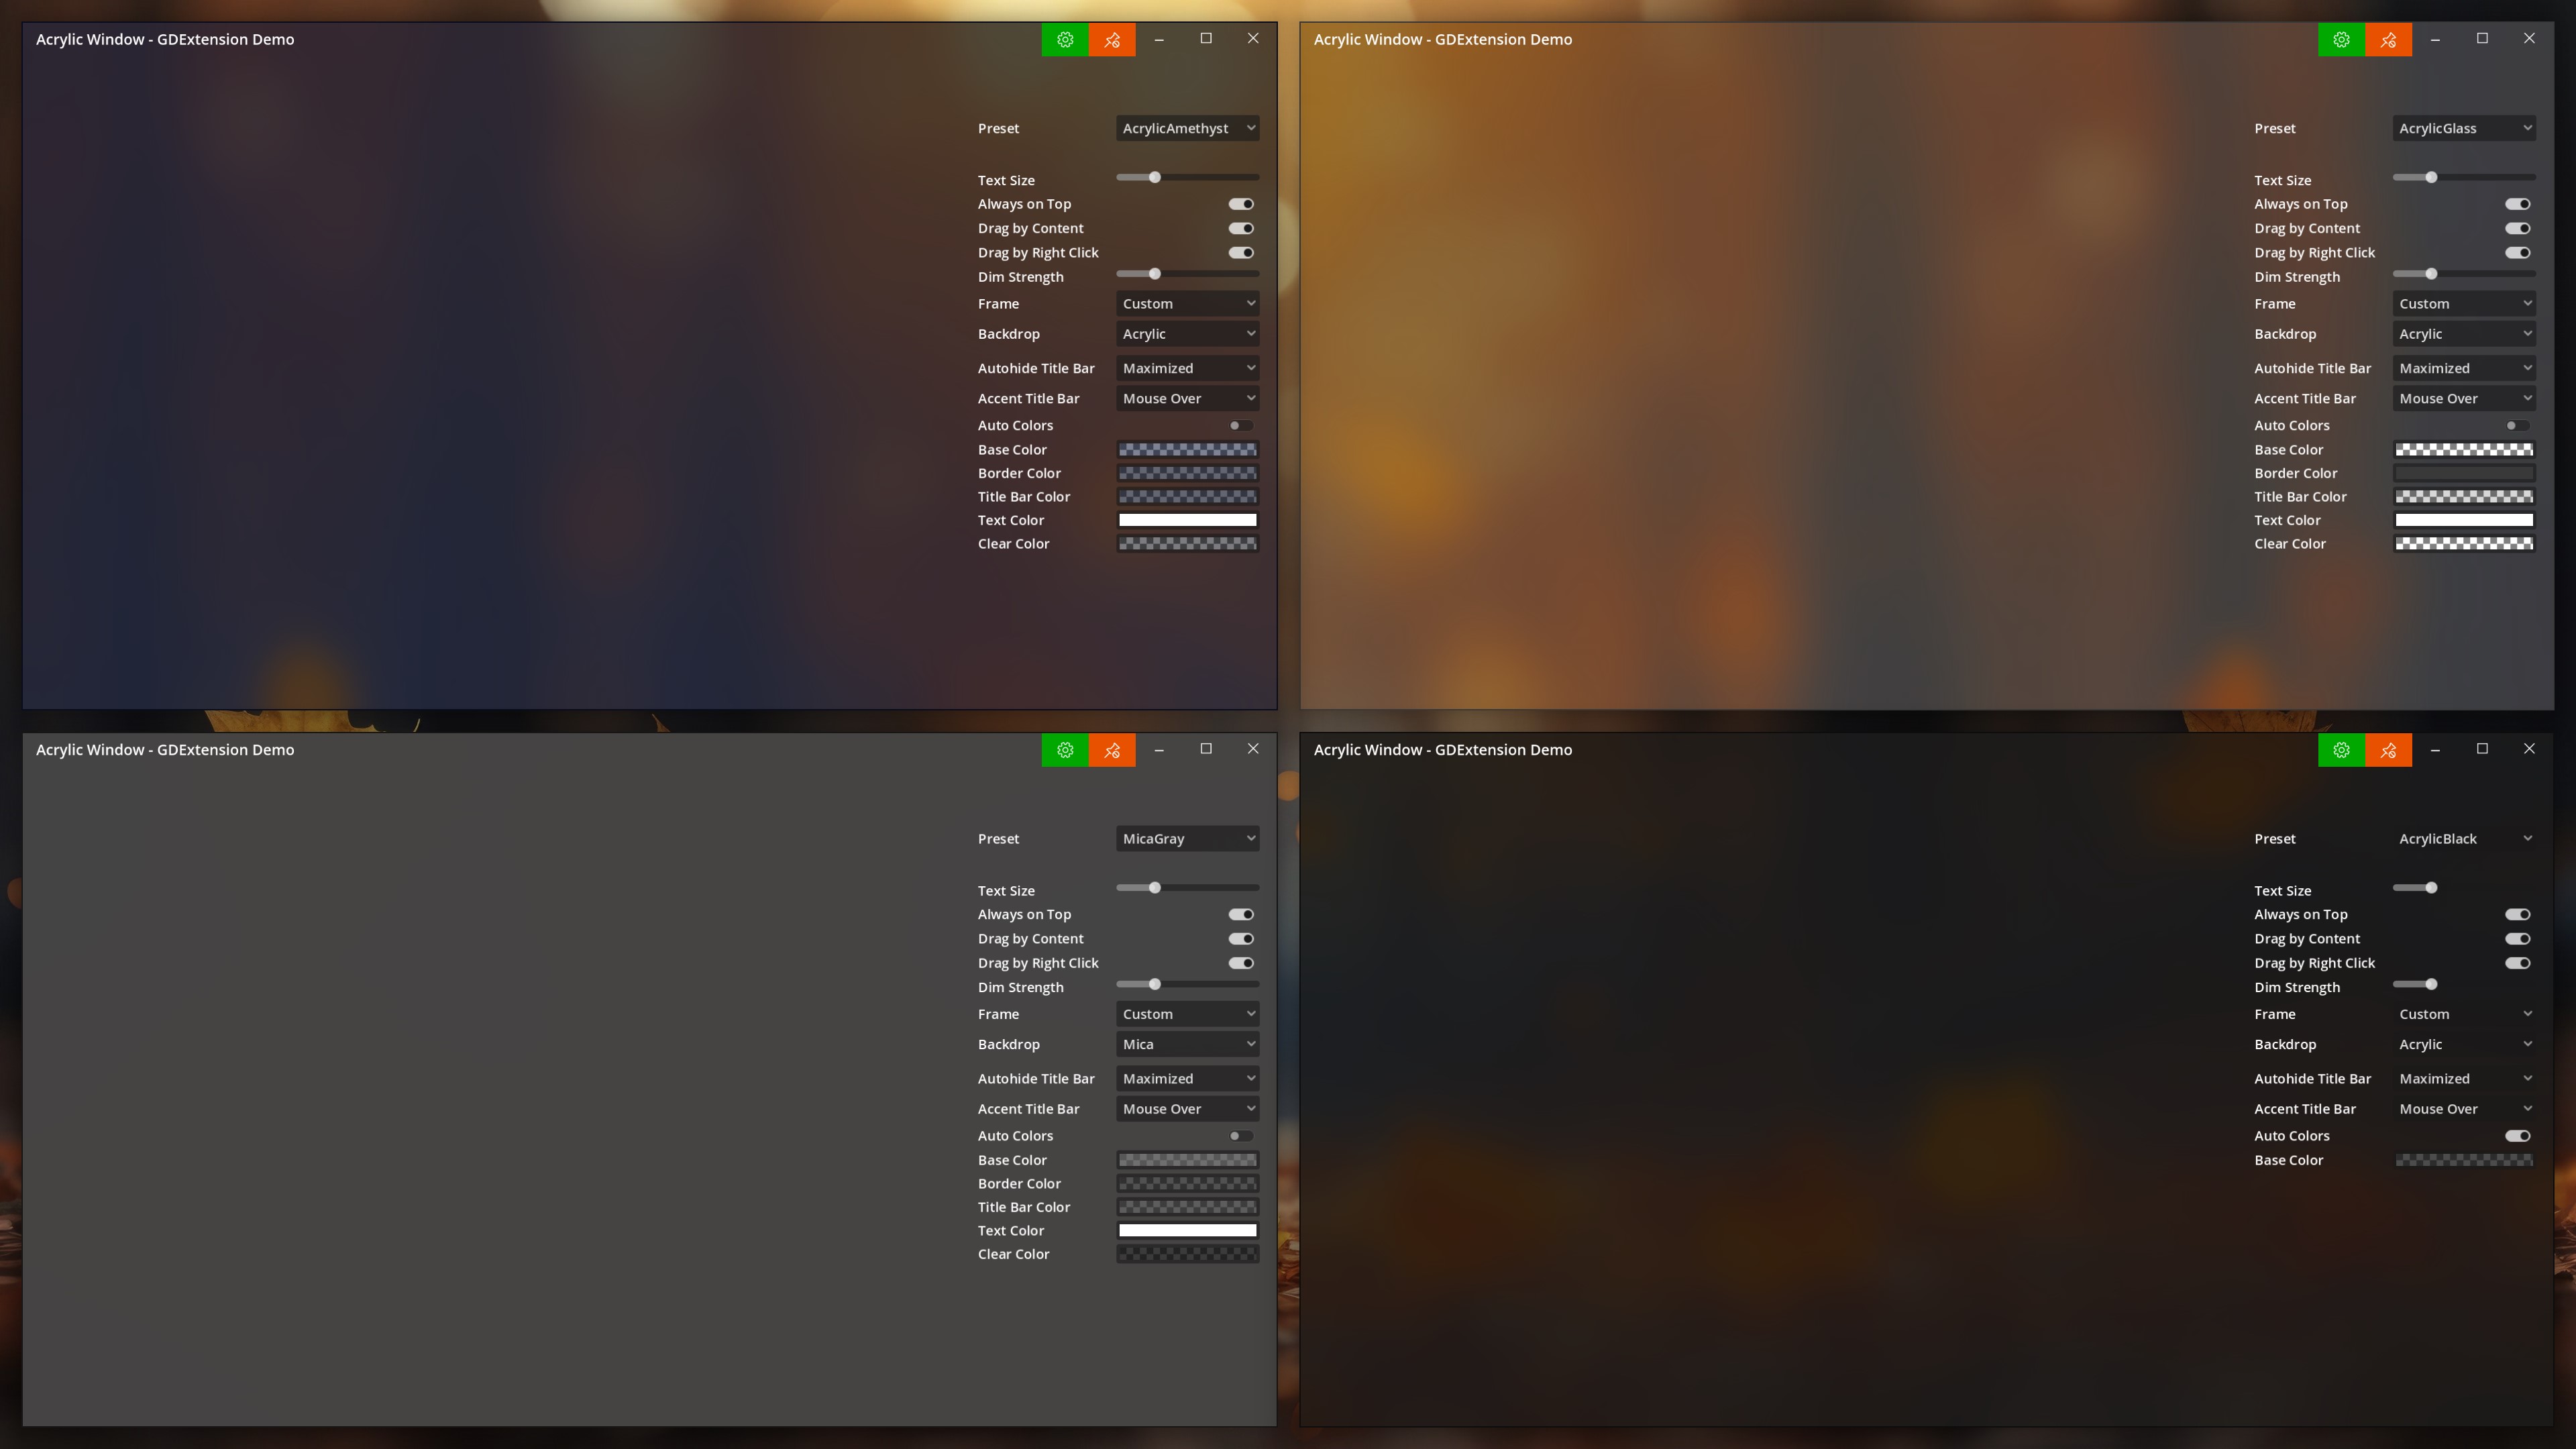 Acrylic Window - GDExtension Demo
Preset AcrylicAmethyst
Text Size
Always on Top
Drag by Content
Drag by Right Click
Dim Strength
Frame Custom
Backdrop Acrylic
Autohide Title Bar Maximized
Accent Title Bar Mouse Over
Auto Colors
Base Color
Border Color
Title Bar Color
Text Color
Clear Color
Acrylic Window - GDExtension Demo
Preset AcrylicGlass
Text Size
Always on Top
Drag by Content
Drag by Right Click
Dim Strength
Frame Custom
Backdrop Acrylic
Autohide Title Bar Maximized
Accent Title Bar Mouse Over
Auto Colors
Base Color
Border Color
Title Bar Color
Text Color
Clear Color
Acrylic Window - GDExtension Demo
Preset MicaGray
Text Size
Always on Top
Drag by Content
Drag by Right Click
Dim Strength
Frame Custom
Backdrop Mica
Autohide Title Bar Maximized
Accent Title Bar Mouse Over
Auto Colors
Base Color
Border Color
Title Bar Color
Text Color
Clear Color
Acrylic Window - GDExtension Demo
Preset AcrylicBlack
Text Size
Always on Top
Drag by Content
Drag by Right Click
Dim Strength
Frame Custom
Backdrop Acrylic
Autohide Title Bar Maximized
Accent Title Bar Mouse Over
Auto Colors
Base Color